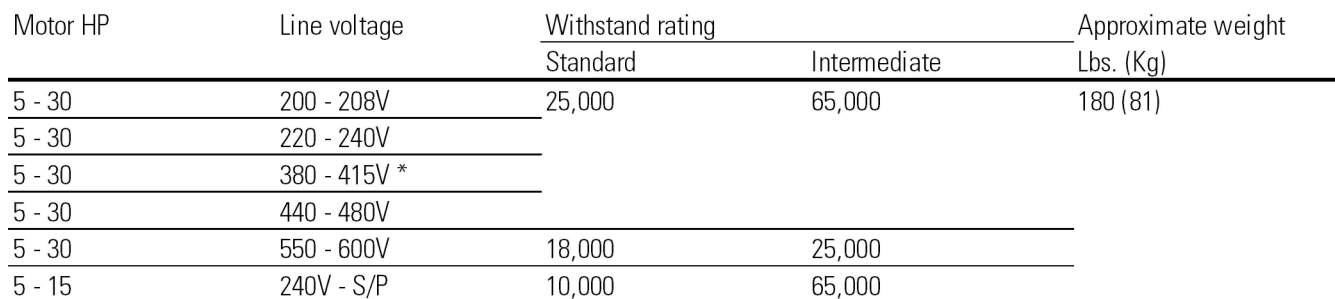 Motor HP Line voltage Withstand rating Approximate weight
Standard Intermediate Lbs. (Kg)
5 - 30 200 - 208V 25,000 65,000 180 (81)
5 - 30 220 - 240V
5 - 30 380 - 415V *
5 - 30 440 - 480V
5 - 30 550 - 600V 18,000 25,000
5 - 15 240V - S/P 10,000 65,000